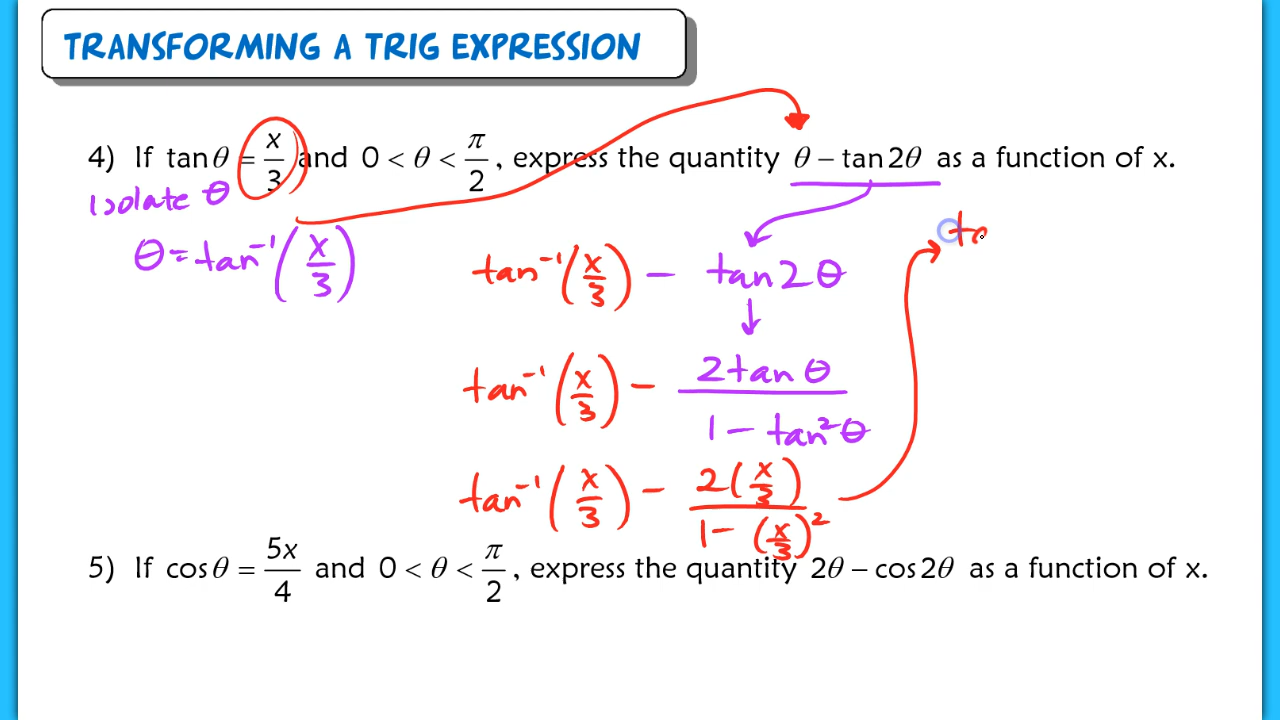 TRANSFORMING A TRIG EXPRESSION
4) If tanθ = x/3 and 0 < θ < π/2, express the quantity θ − tan2θ as a function of x.
Isolate θ
θ = tan⁻¹(x/3)
ta
tan⁻¹(x/3) − tan2θ
tan⁻¹(x/3) − 2tanθ / 1 − tan²θ
tan⁻¹(x/3) − 2(x/3) / 1 − (x/3)²
5) If cosθ = 5x/4 and 0 < θ < π/2, express the quantity 2θ − cos2θ as a function of x.